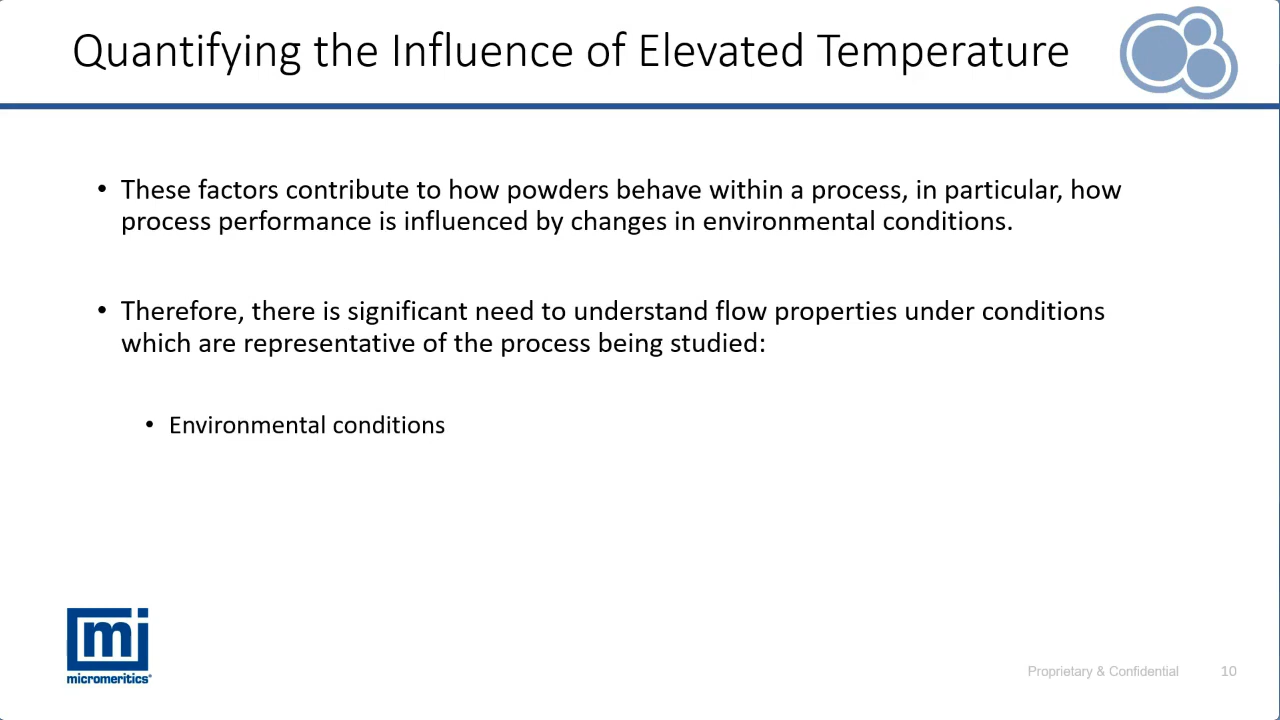 Quantifying the Influence of Elevated Temperature
• These factors contribute to how powders behave within a process, in particular, how
process performance is influenced by changes in environmental conditions.
• Therefore, there is significant need to understand flow properties under conditions
which are representative of the process being studied:
• Environmental conditions
mi
micromeritics®
Proprietary & Confidential 10